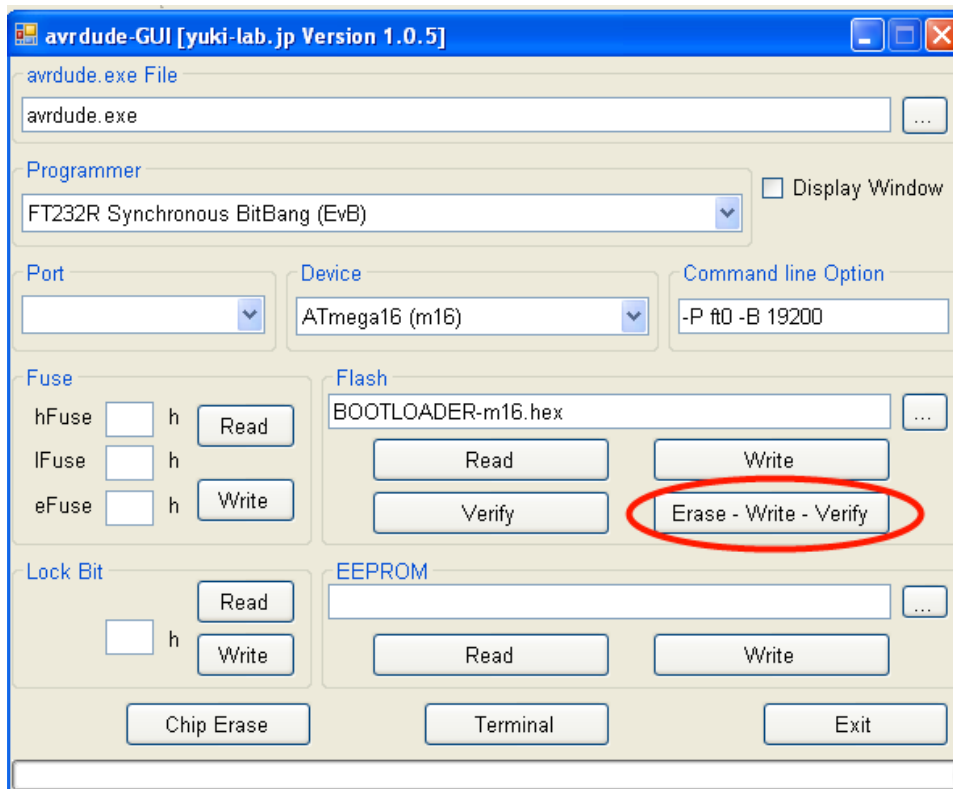 avrdude-GUI [yuki-lab.jp Version 1.0.5]
avrdude.exe File
avrdude.exe
...
Programmer
FT232R Synchronous BitBang (EvB)
Display Window
Port
Device
ATmega16 (m16)
Command line Option
-P ft0 -B 19200
Fuse
hFuse h
Read
lFuse h
eFuse h
Write
Flash
BOOTLOADER-m16.hex
...
Read Write
Verify Erase - Write - Verify
Lock Bit
Read
h
Write
EEPROM
...
Read Write
Chip Erase Terminal Exit